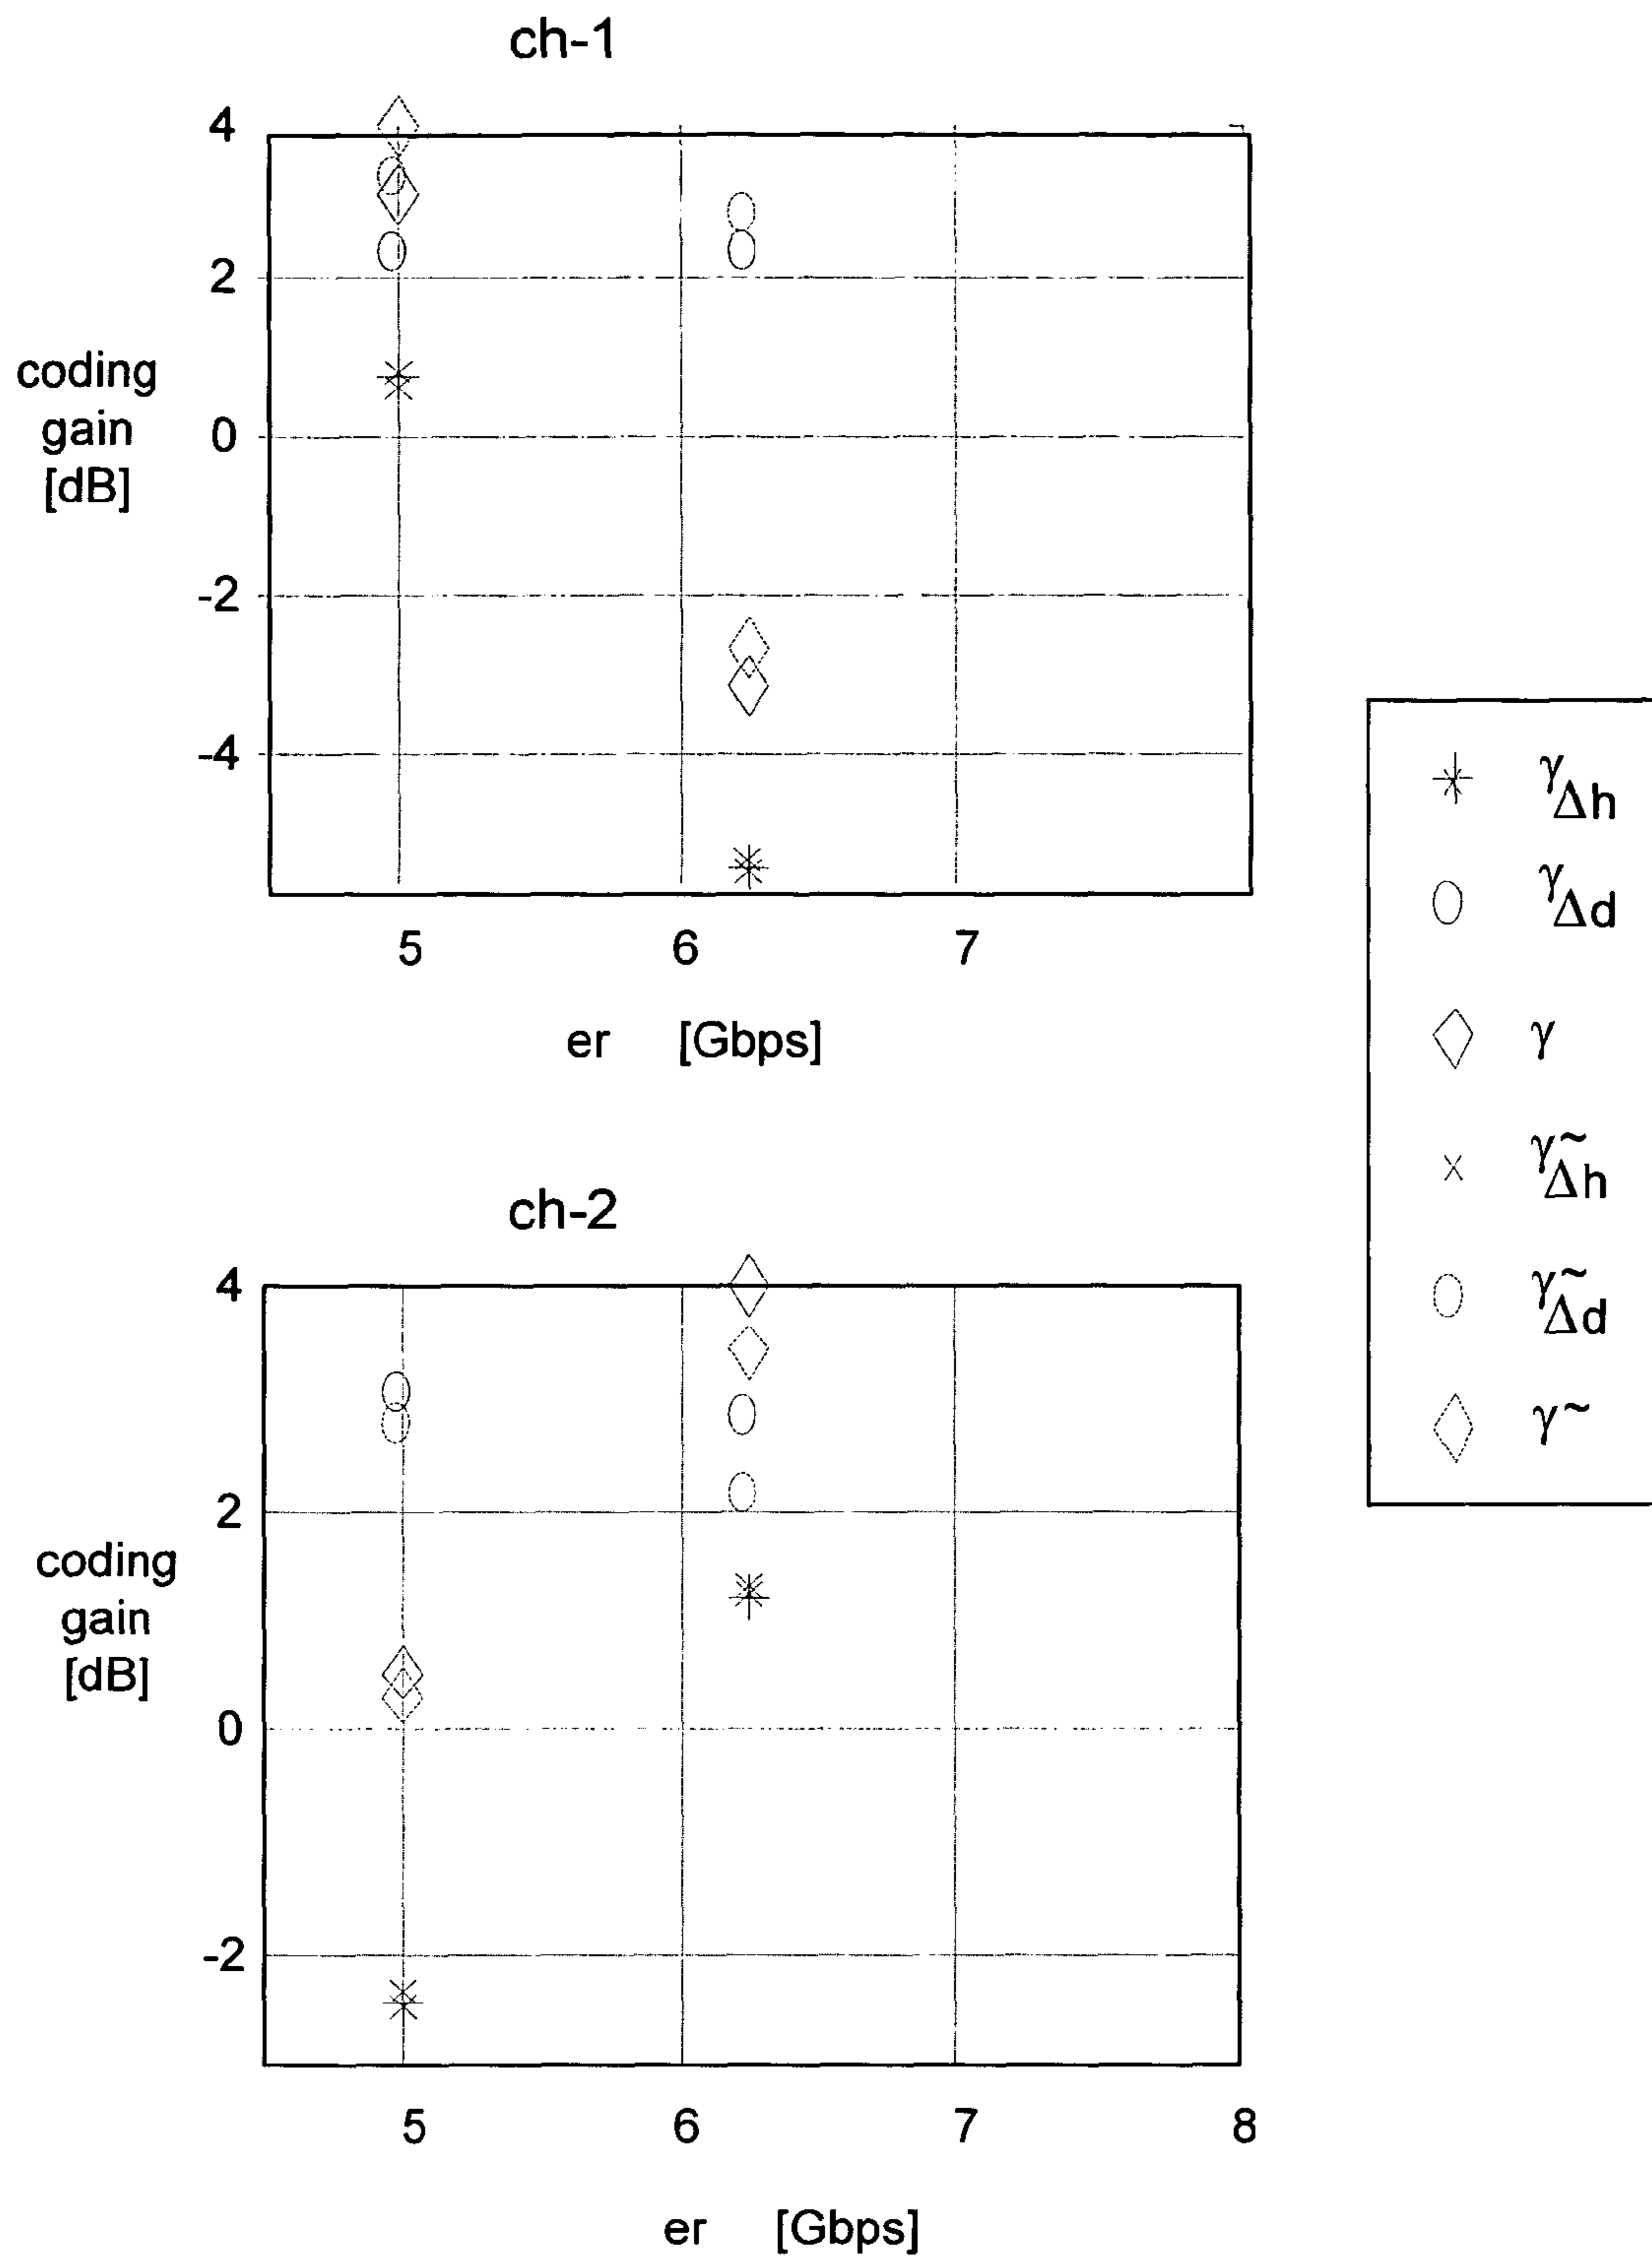 ch-1
4
2
0
-2
-4
coding
gain
[dB]
5 6 7
er [Gbps]
γΔh
γΔd
γ
γ~Δh
γ~Δd
γ~
ch-2
4
2
0
-2
coding
gain
[dB]
5 6 7 8
er [Gbps]